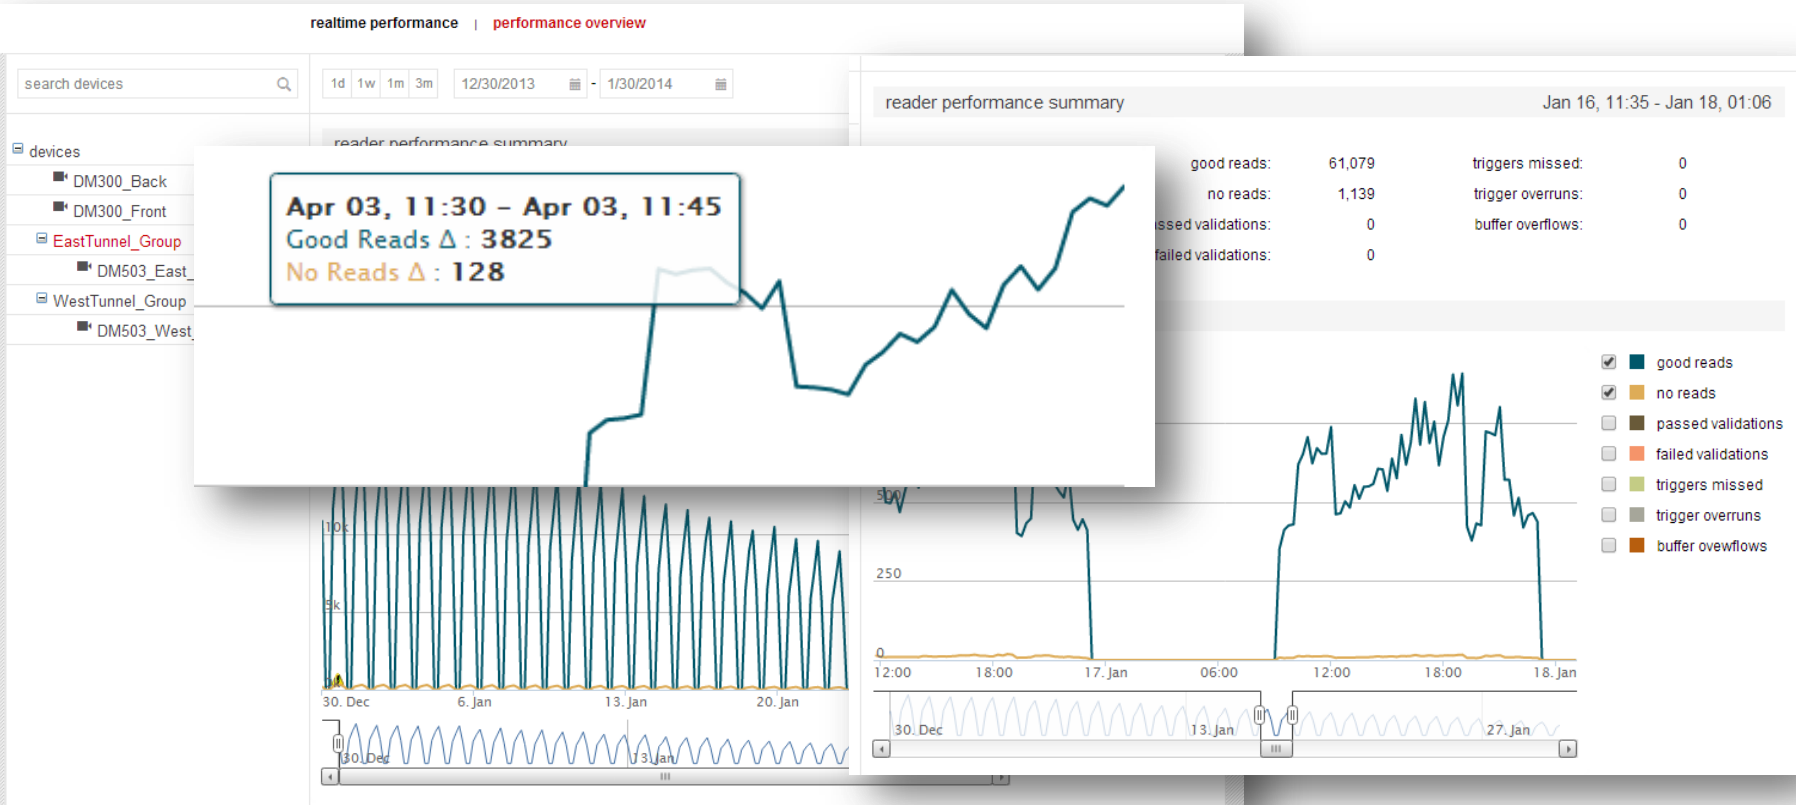 realtime performance | performance overview
search devices
1d 1w 1m 3m 12/30/2013 - 1/30/2014
devices
DM300_Back
DM300_Front
EastTunnel_Group
DM503_East_
WestTunnel_Group
DM503_West_
reader performance summary
Apr 03, 11:30 – Apr 03, 11:45
Good Reads Δ : 3825
No Reads Δ : 128
10k
5k
30. Dec 6. Jan 13. Jan 20. Jan
30. Dec 13. Jan
reader performance summary Jan 16, 11:35 - Jan 18, 01:06
good reads: 61,079 triggers missed: 0
no reads: 1,139 trigger overruns: 0
ssed validations: 0 buffer overflows: 0
failed validations: 0
good reads
no reads
passed validations
failed validations
triggers missed
trigger overruns
buffer ovewflows
500
250
0
12:00 18:00 17. Jan 06:00 12:00 18:00 18. Jan
30. Dec 13. Jan 27. Jan